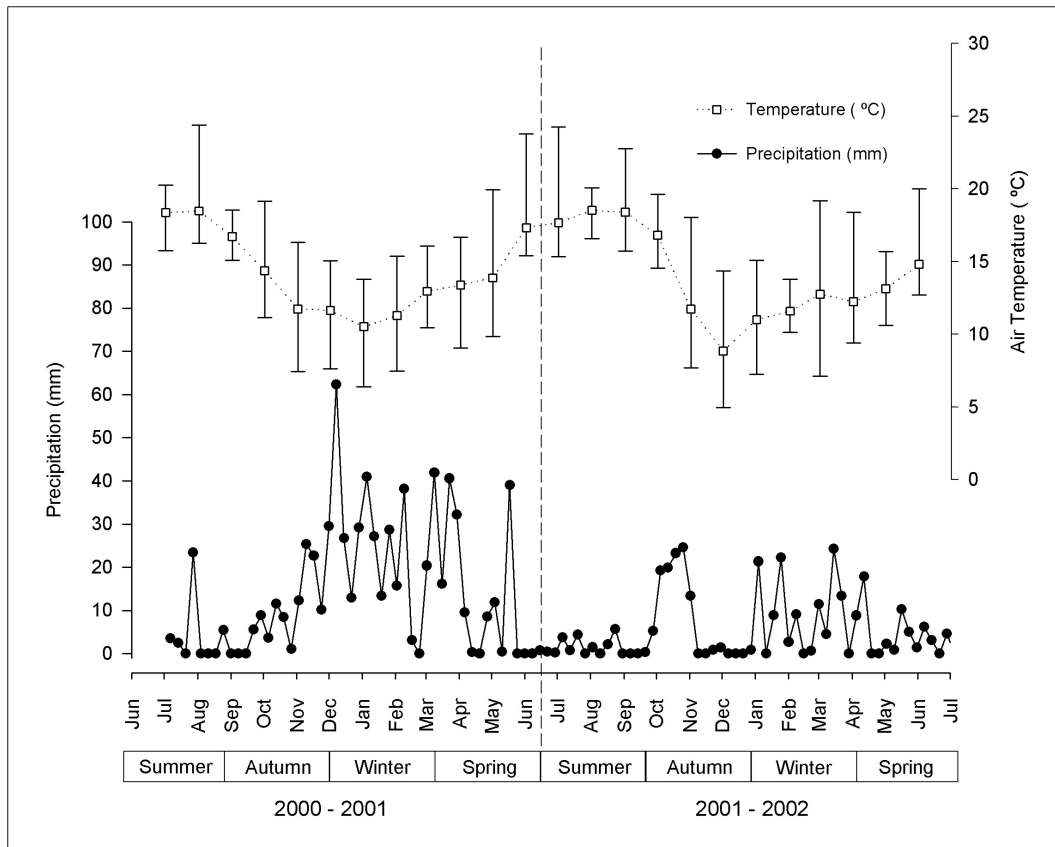 30
25
20
15
10
5
0
Air Temperature ( ºC)
Temperature ( ºC)
Precipitation (mm)
100
90
80
70
60
50
40
30
20
10
0
Precipitation (mm)
Jun Jul Aug Sep Oct Nov Dec Jan Feb Mar Apr May Jun Jul Aug Sep Oct Nov Dec Jan Feb Mar Apr May Jun Jul
Summer Autumn Winter Spring Summer Autumn Winter Spring
2000 - 2001 2001 - 2002